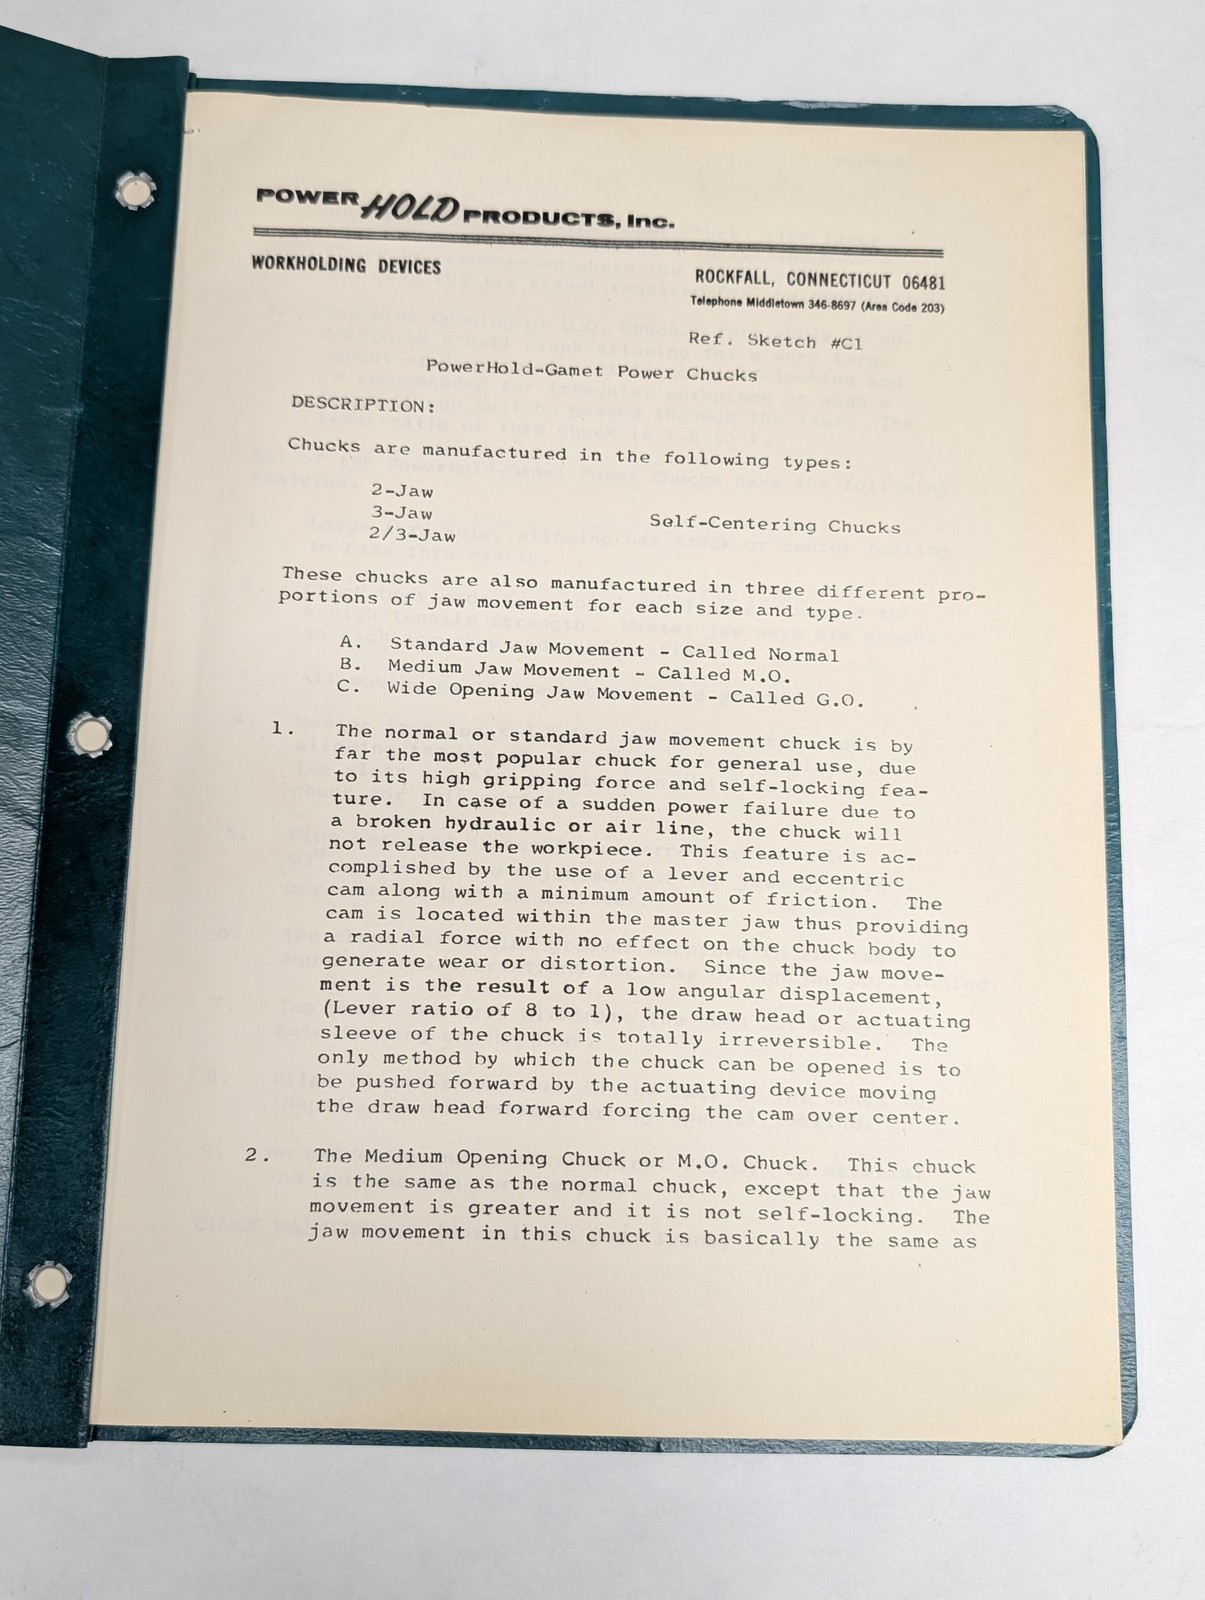 POWER HOLD PRODUCTS, Inc.
WORKHOLDING DEVICES
ROCKFALL, CONNECTICUT 06481
Telephone Middletown 346-8697 (Area Code 203)
Ref. Sketch #C1
PowerHold-Gamet Power Chucks
DESCRIPTION:
Chucks are manufactured in the following types:
2-Jaw
3-Jaw
Self-Centering Chucks
2/3-Jaw
These chucks are also manufactured in three different pro-
portions of jaw movement for each size and type.
A. Standard Jaw Movement - Called Normal
B. Medium Jaw Movement - Called M.O.
C. Wide Opening Jaw Movement - Called G.O.
1. The normal or standard jaw movement chuck is by
far the most popular chuck for general use, due
to its high gripping force and self-locking fea-
ture. In case of a sudden power failure due to
a broken hydraulic or air line, the chuck will
not release the workpiece. This feature is ac-
complished by the use of a lever and eccentric
cam along with a minimum amount of friction. The
cam is located within the master jaw thus providing
a radial force with no effect on the chuck body to
generate wear or distortion. Since the jaw move-
ment is the result of a low angular displacement,
(Lever ratio of 8 to 1), the draw head or actuating
sleeve of the chuck is totally irreversible. The
only method by which the chuck can be opened is to
be pushed forward by the actuating device moving
the draw head forward forcing the cam over center.
2. The Medium Opening Chuck or M.O. Chuck. This chuck
is the same as the normal chuck, except that the jaw
movement is greater and it is not self-locking. The
jaw movement in this chuck is basically the same as